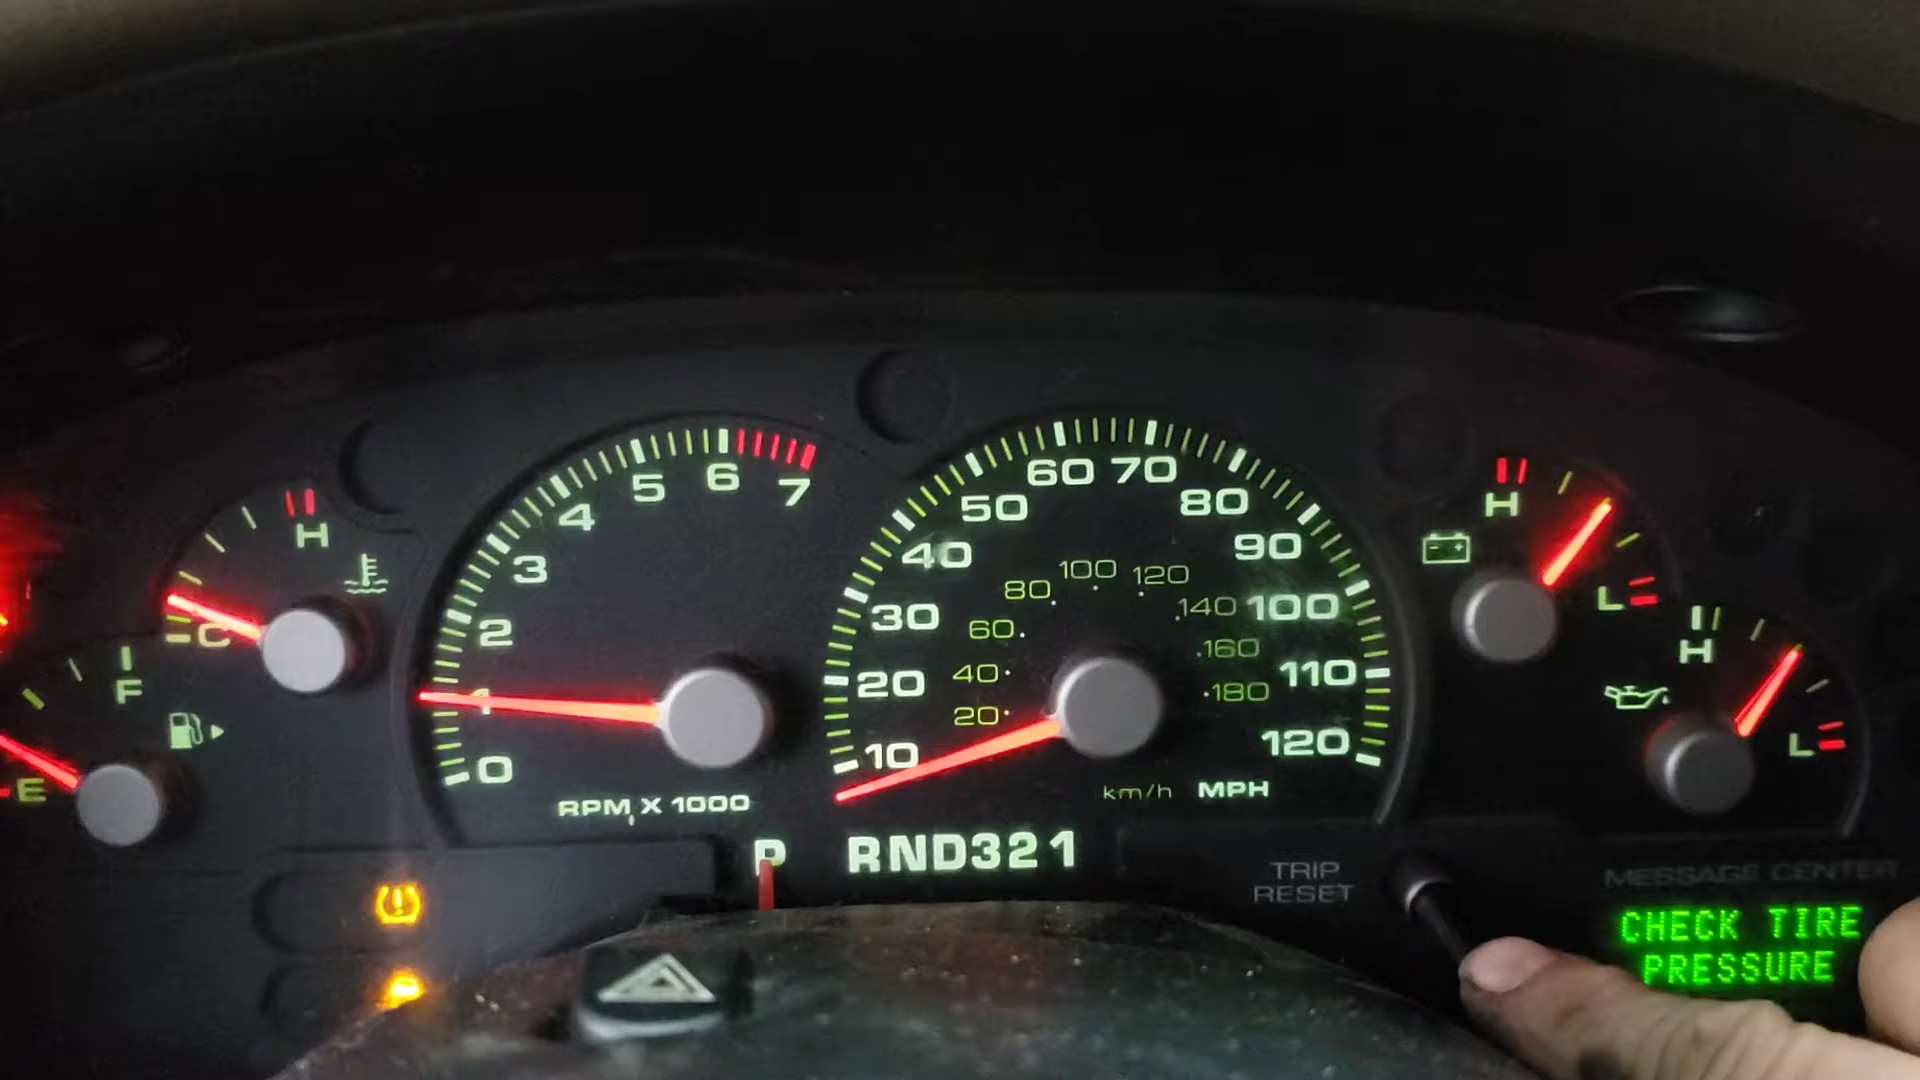 H
C
F
E
0
1
2
3
4
5
6
7
RPM X 1000
10
20
30
40
50
60
70
80
90
100
110
120
20
40
60
80
100
120
140
160
180
km/h MPH
H
L
H
L
P RND321
TRIP
RESET
MESSAGE CENTER
CHECK TIRE
PRESSURE